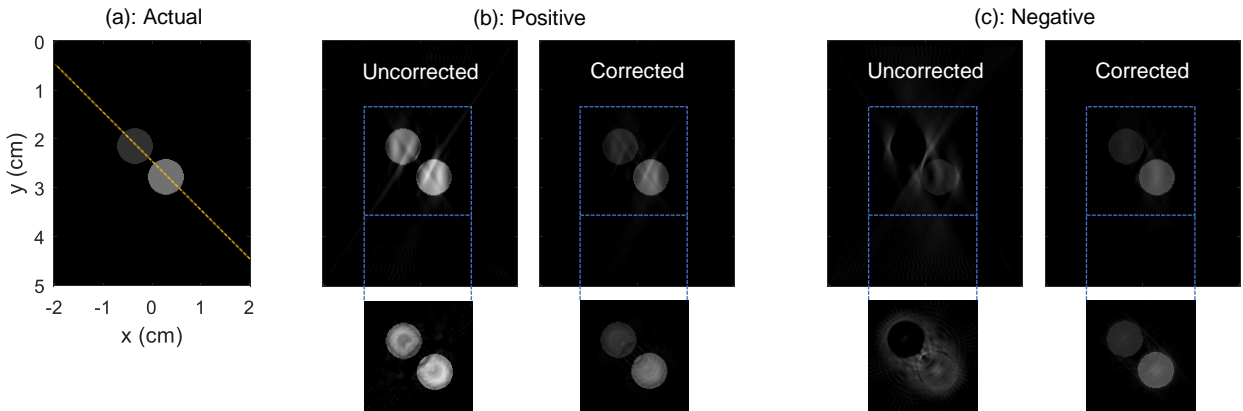 (a): Actual
(b): Positive
(c): Negative
Uncorrected
Corrected
Uncorrected
Corrected
y (cm)
0
1
2
3
4
5
-2
-1
0
1
2
x (cm)